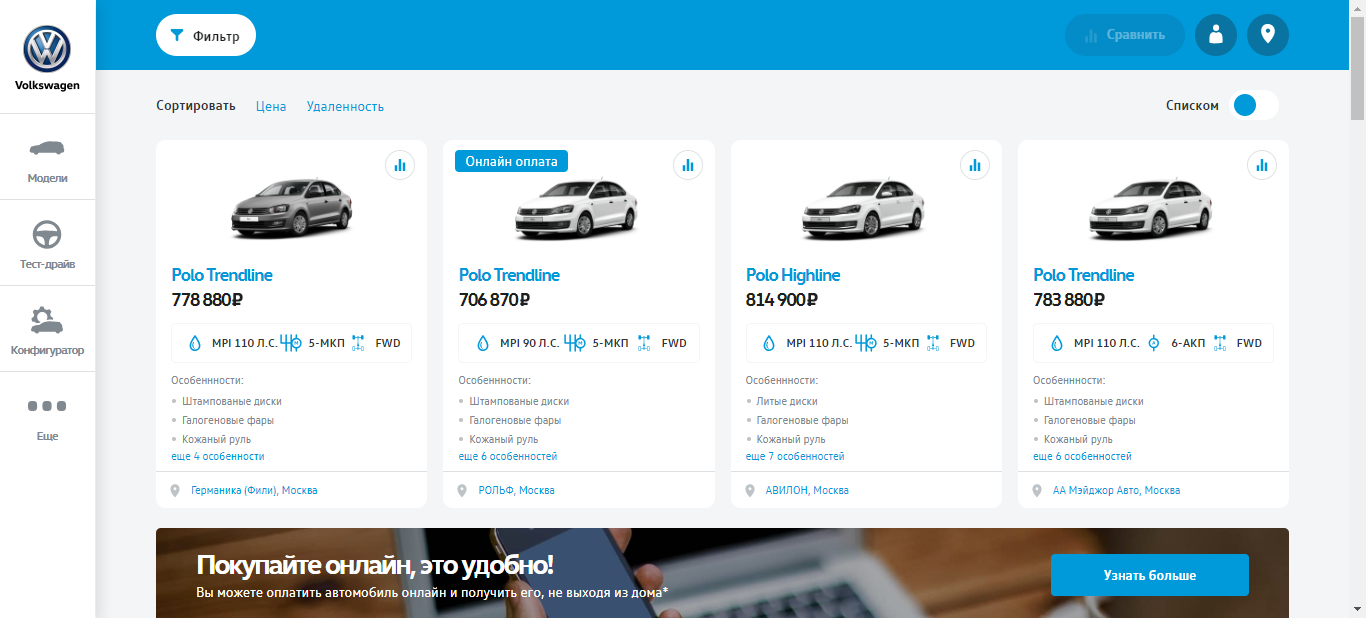 Volkswagen
Модели
Тест-драйв
Конфигуратор
Еще
Фильтр
Сравнить
Сортировать Цена Удаленность
Списком
Polo Trendline
778 880₽
MPI 110 Л.С. 5-МКП FWD
Особеннности:
Штампованые диски
Галогеновые фары
Кожаный руль
еще 4 особенности
Германика (Фили), Москва
Онлайн оплата
Polo Trendline
706 870₽
MPI 90 Л.С. 5-МКП FWD
Особеннности:
Штампованые диски
Галогеновые фары
Кожаный руль
еще 6 особенностей
РОЛЬФ, Москва
Polo Highline
814 900₽
MPI 110 Л.С. 5-МКП FWD
Особеннности:
Литые диски
Галогеновые фары
Кожаный руль
еще 7 особенностей
АВИЛОН, Москва
Polo Trendline
783 880₽
MPI 110 Л.С. 6-АКП FWD
Особеннности:
Штампованые диски
Галогеновые фары
Кожаный руль
еще 6 особенностей
АА Мэйджор Авто, Москва
Покупайте онлайн, это удобно!
Вы можете оплатить автомобиль онлайн и получить его, не выходя из дома*
Узнать больше